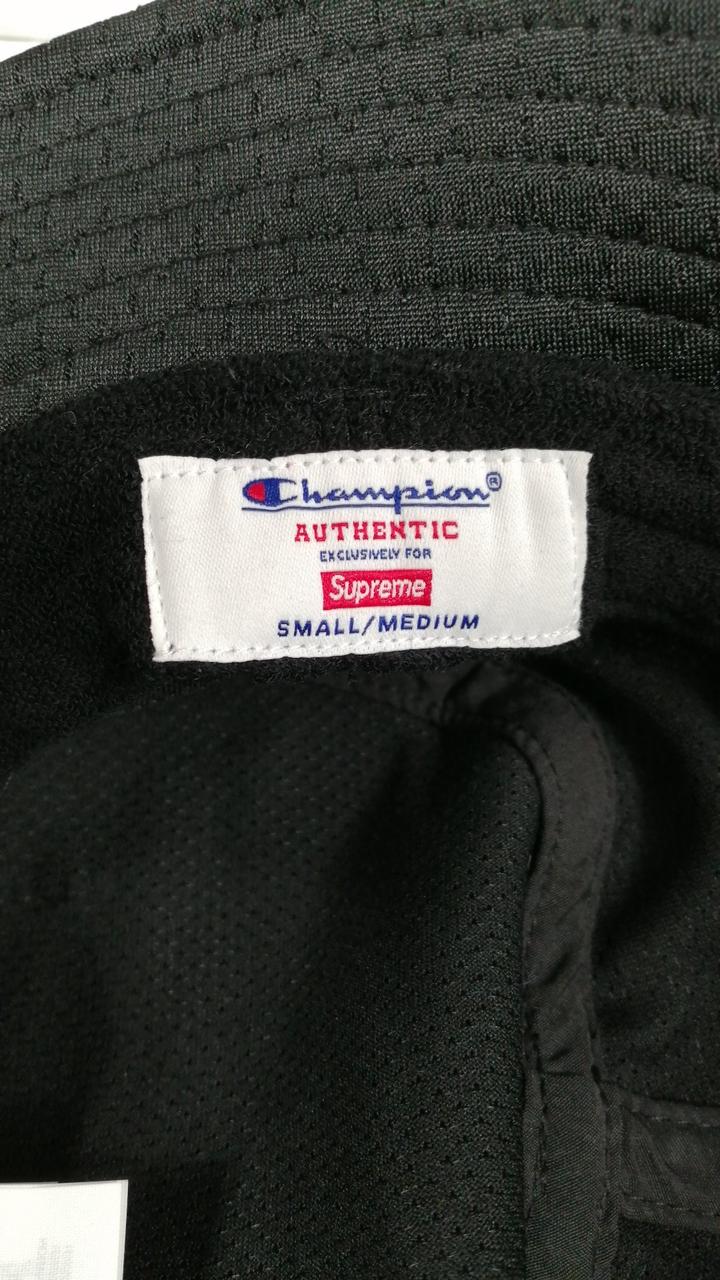 Champion®
AUTHENTIC
EXCLUSIVELY FOR
Supreme
SMALL/MEDIUM